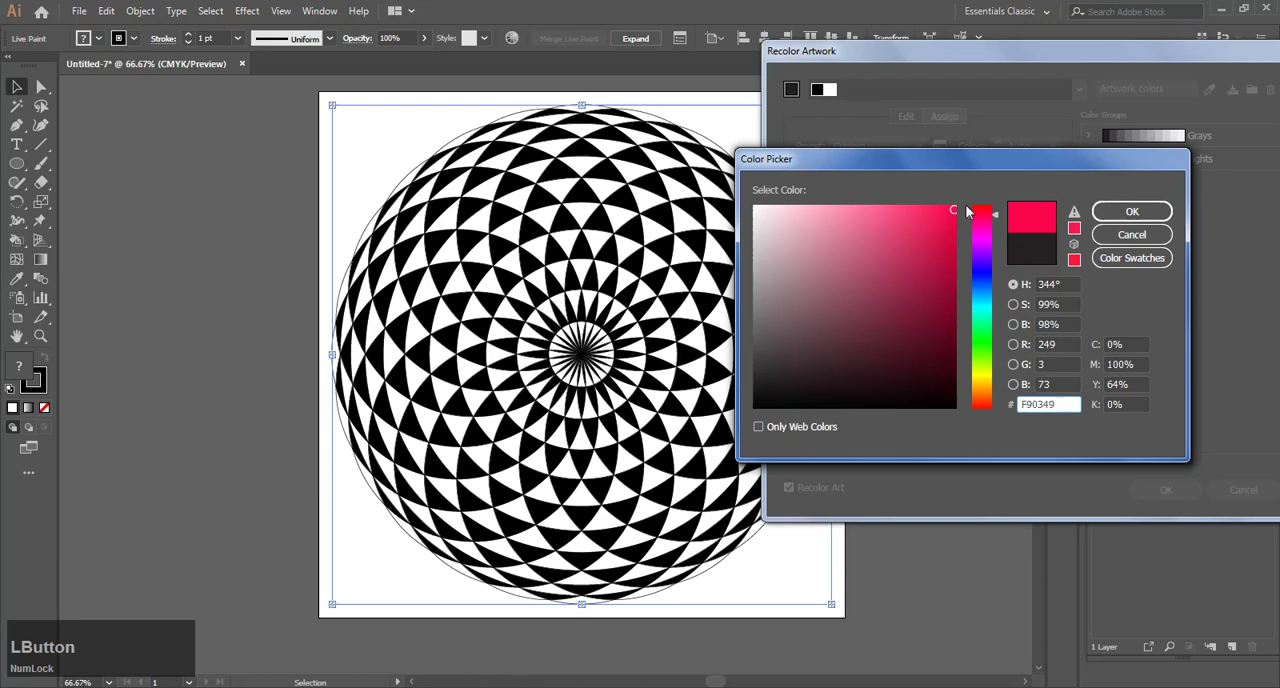 Ai File Edit Object Type Select Effect View Window Help Essentials Classic Search Adobe Stock
Live Paint ? Stroke: 1 pt Uniform Opacity: 100% Style: Merge Live Paint Expand Transform
Untitled-7* @ 66.67% (CMYK/Preview) ×
Recolor Artwork
Artwork colors
Edit Assign
Color Groups
Grays
Color Picker
Select Color:
OK
Cancel
Color Swatches
H: 344°
S: 99%
B: 98%
R: 249 C: 0%
G: 3 M: 100%
B: 73 Y: 64%
# F90349 K: 0%
Only Web Colors
?
Recolor Art OK Cancel
LButton
NumLock
1 Layer
66.67% 1 Selection